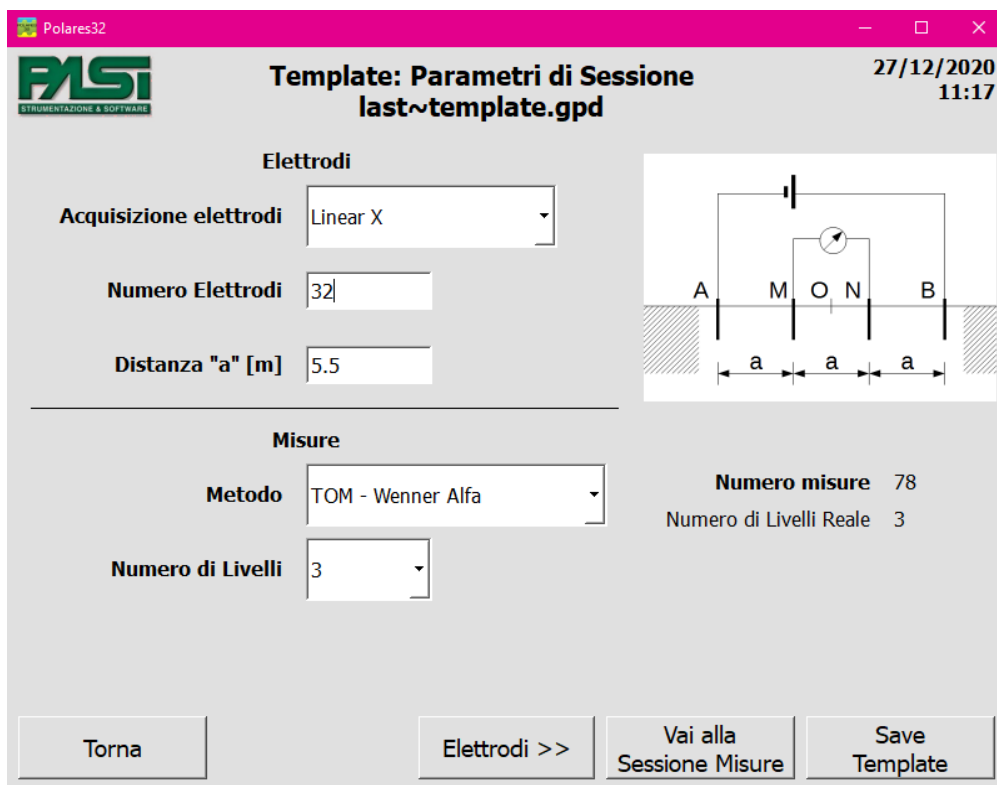 Polares32
PASI
STRUMENTAZIONE & SOFTWARE
Template: Parametri di Sessione
last~template.gpd
27/12/2020
11:17
Elettrodi
Acquisizione elettrodi
Linear X
Numero Elettrodi
32
Distanza "a" [m]
5.5
A M O N B
a a a
Misure
Metodo
TOM - Wenner Alfa
Numero di Livelli
3
Numero misure 78
Numero di Livelli Reale 3
Torna
Elettrodi >>
Vai alla
Sessione Misure
Save
Template